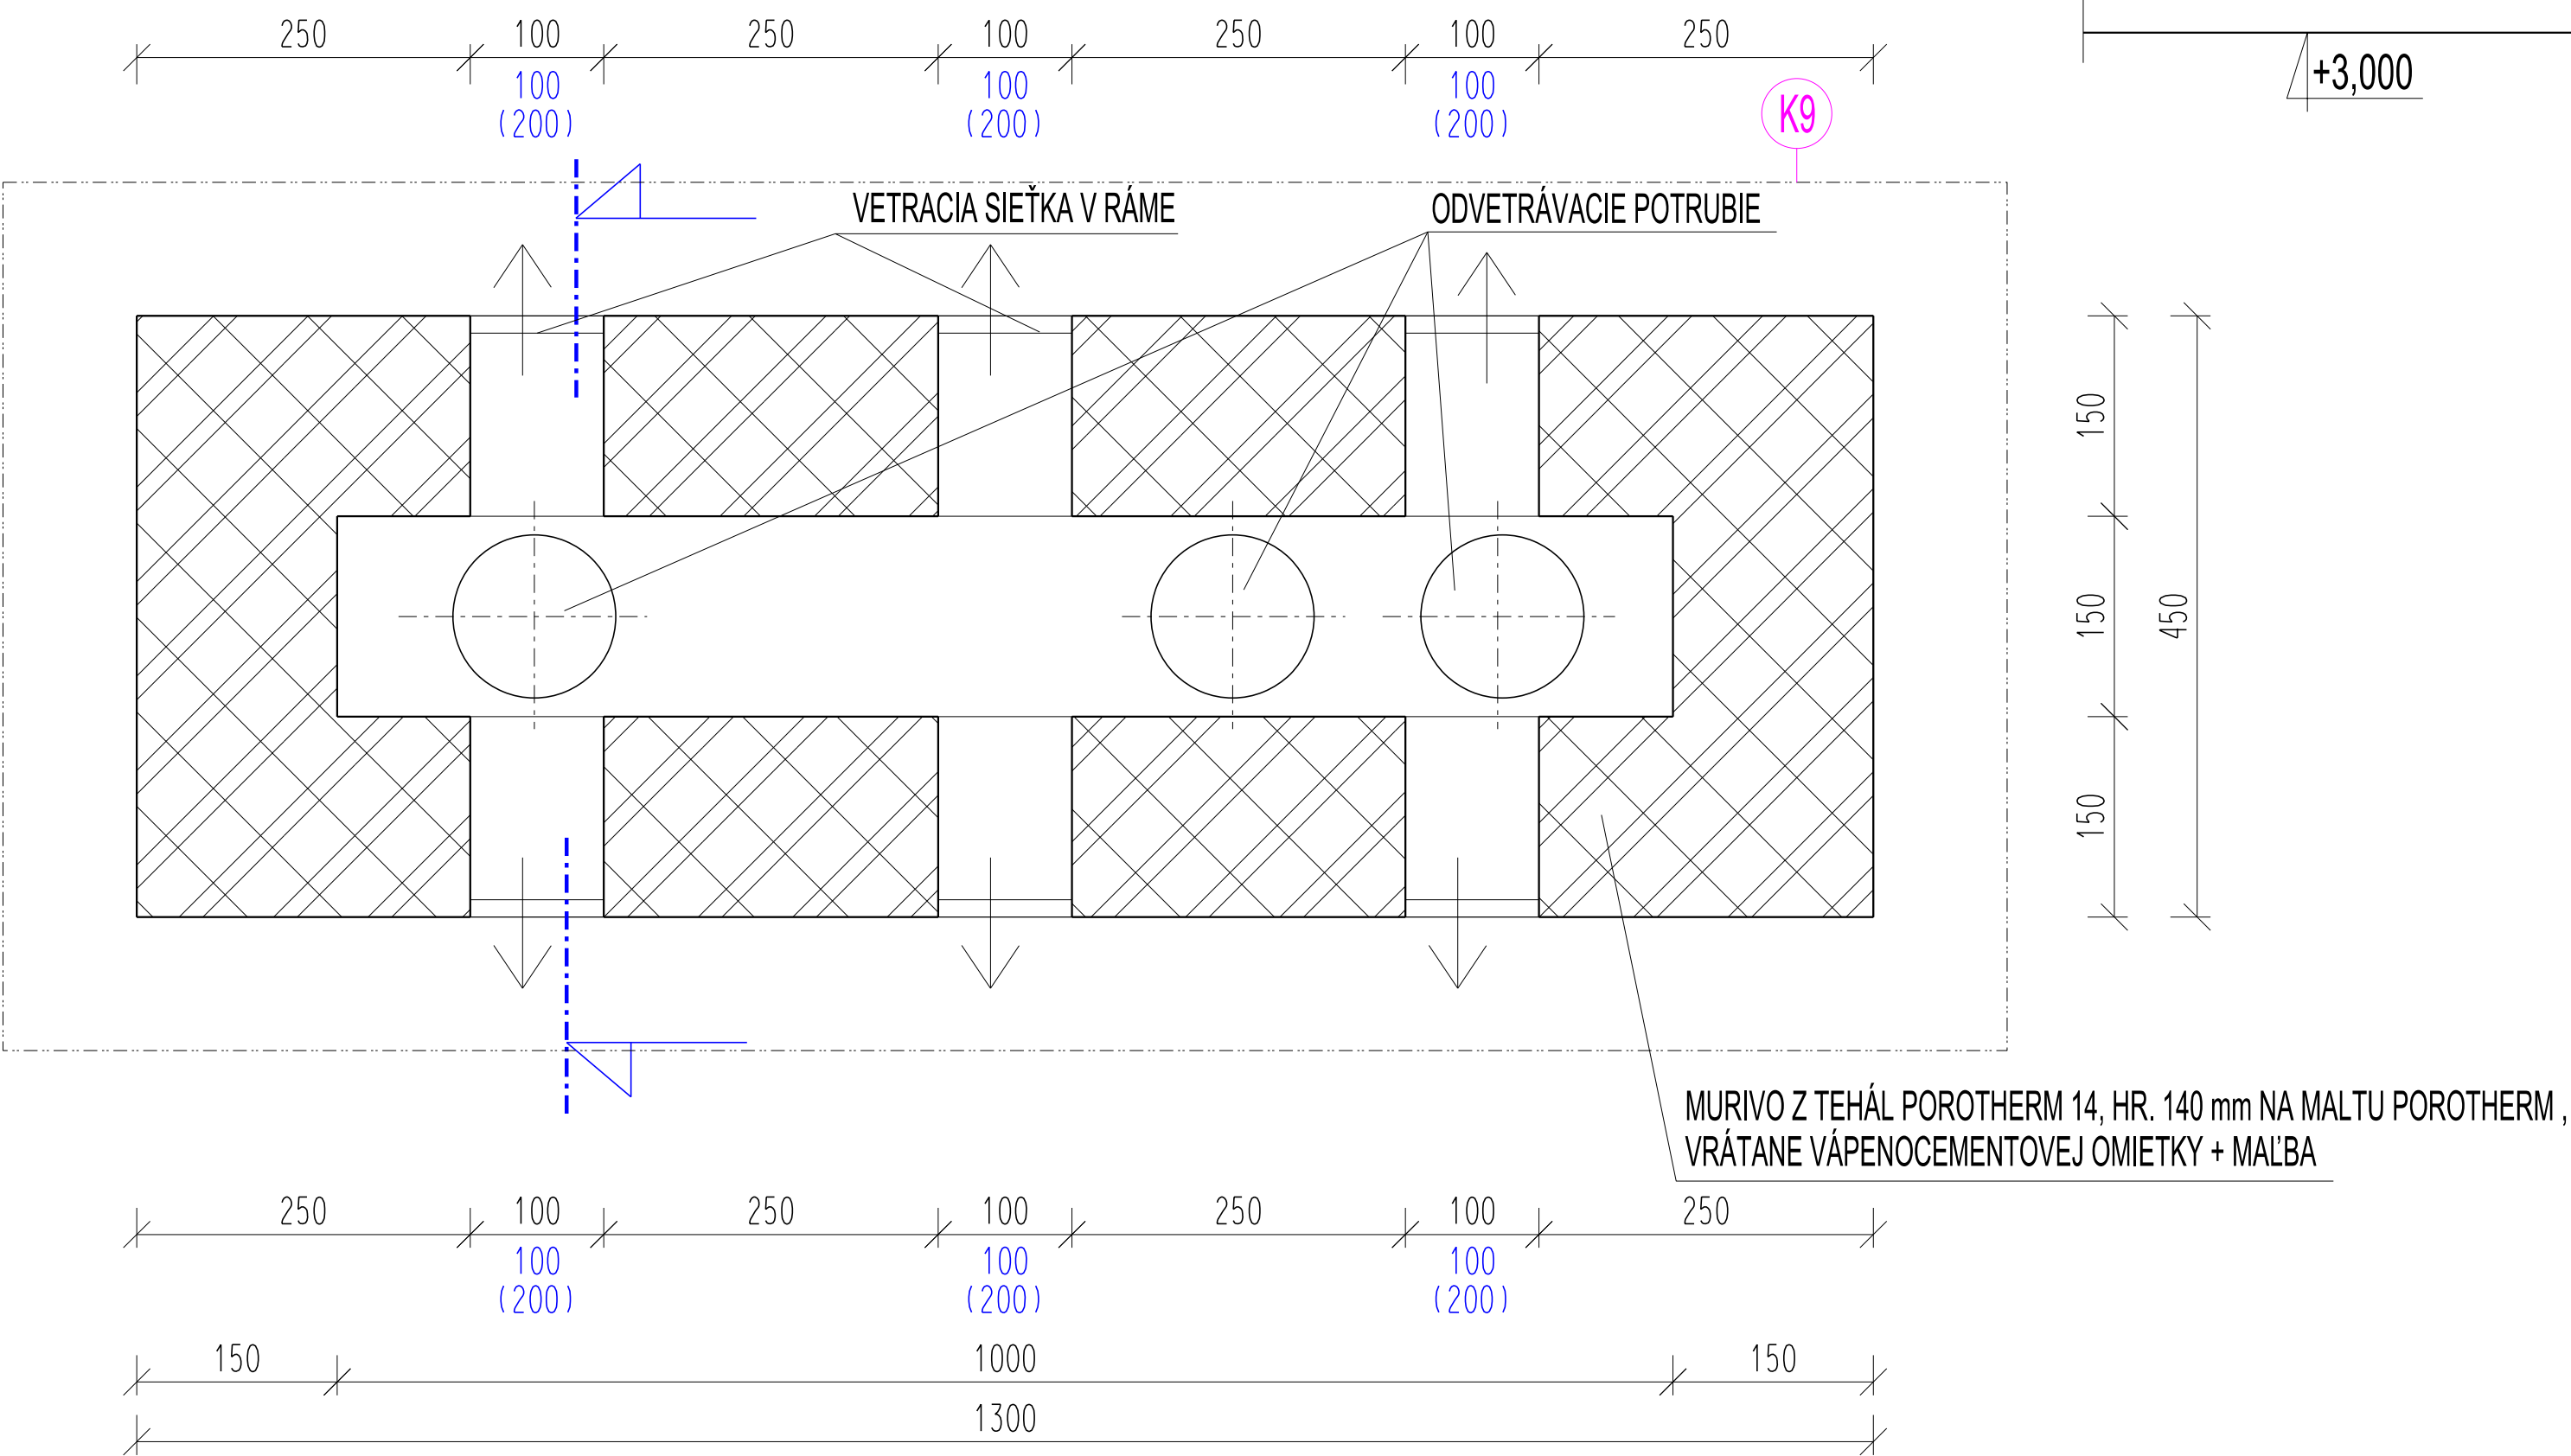 250 100 250 100 250 100 250
100 100 100
(200) (200) (200)
+3,000
K9
VETRACIA SIEŤKA V RÁME
ODVETRÁVACIE POTRUBIE
150
150
150
450
MURIVO Z TEHÁL POROTHERM 14, HR. 140 mm NA MALTU POROTHERM ,
VRÁTANE VÁPENOCEMENTOVEJ OMIETKY + MAĽBA
250 100 250 100 250 100 250
100 100 100
(200) (200) (200)
150 1000 150
1300